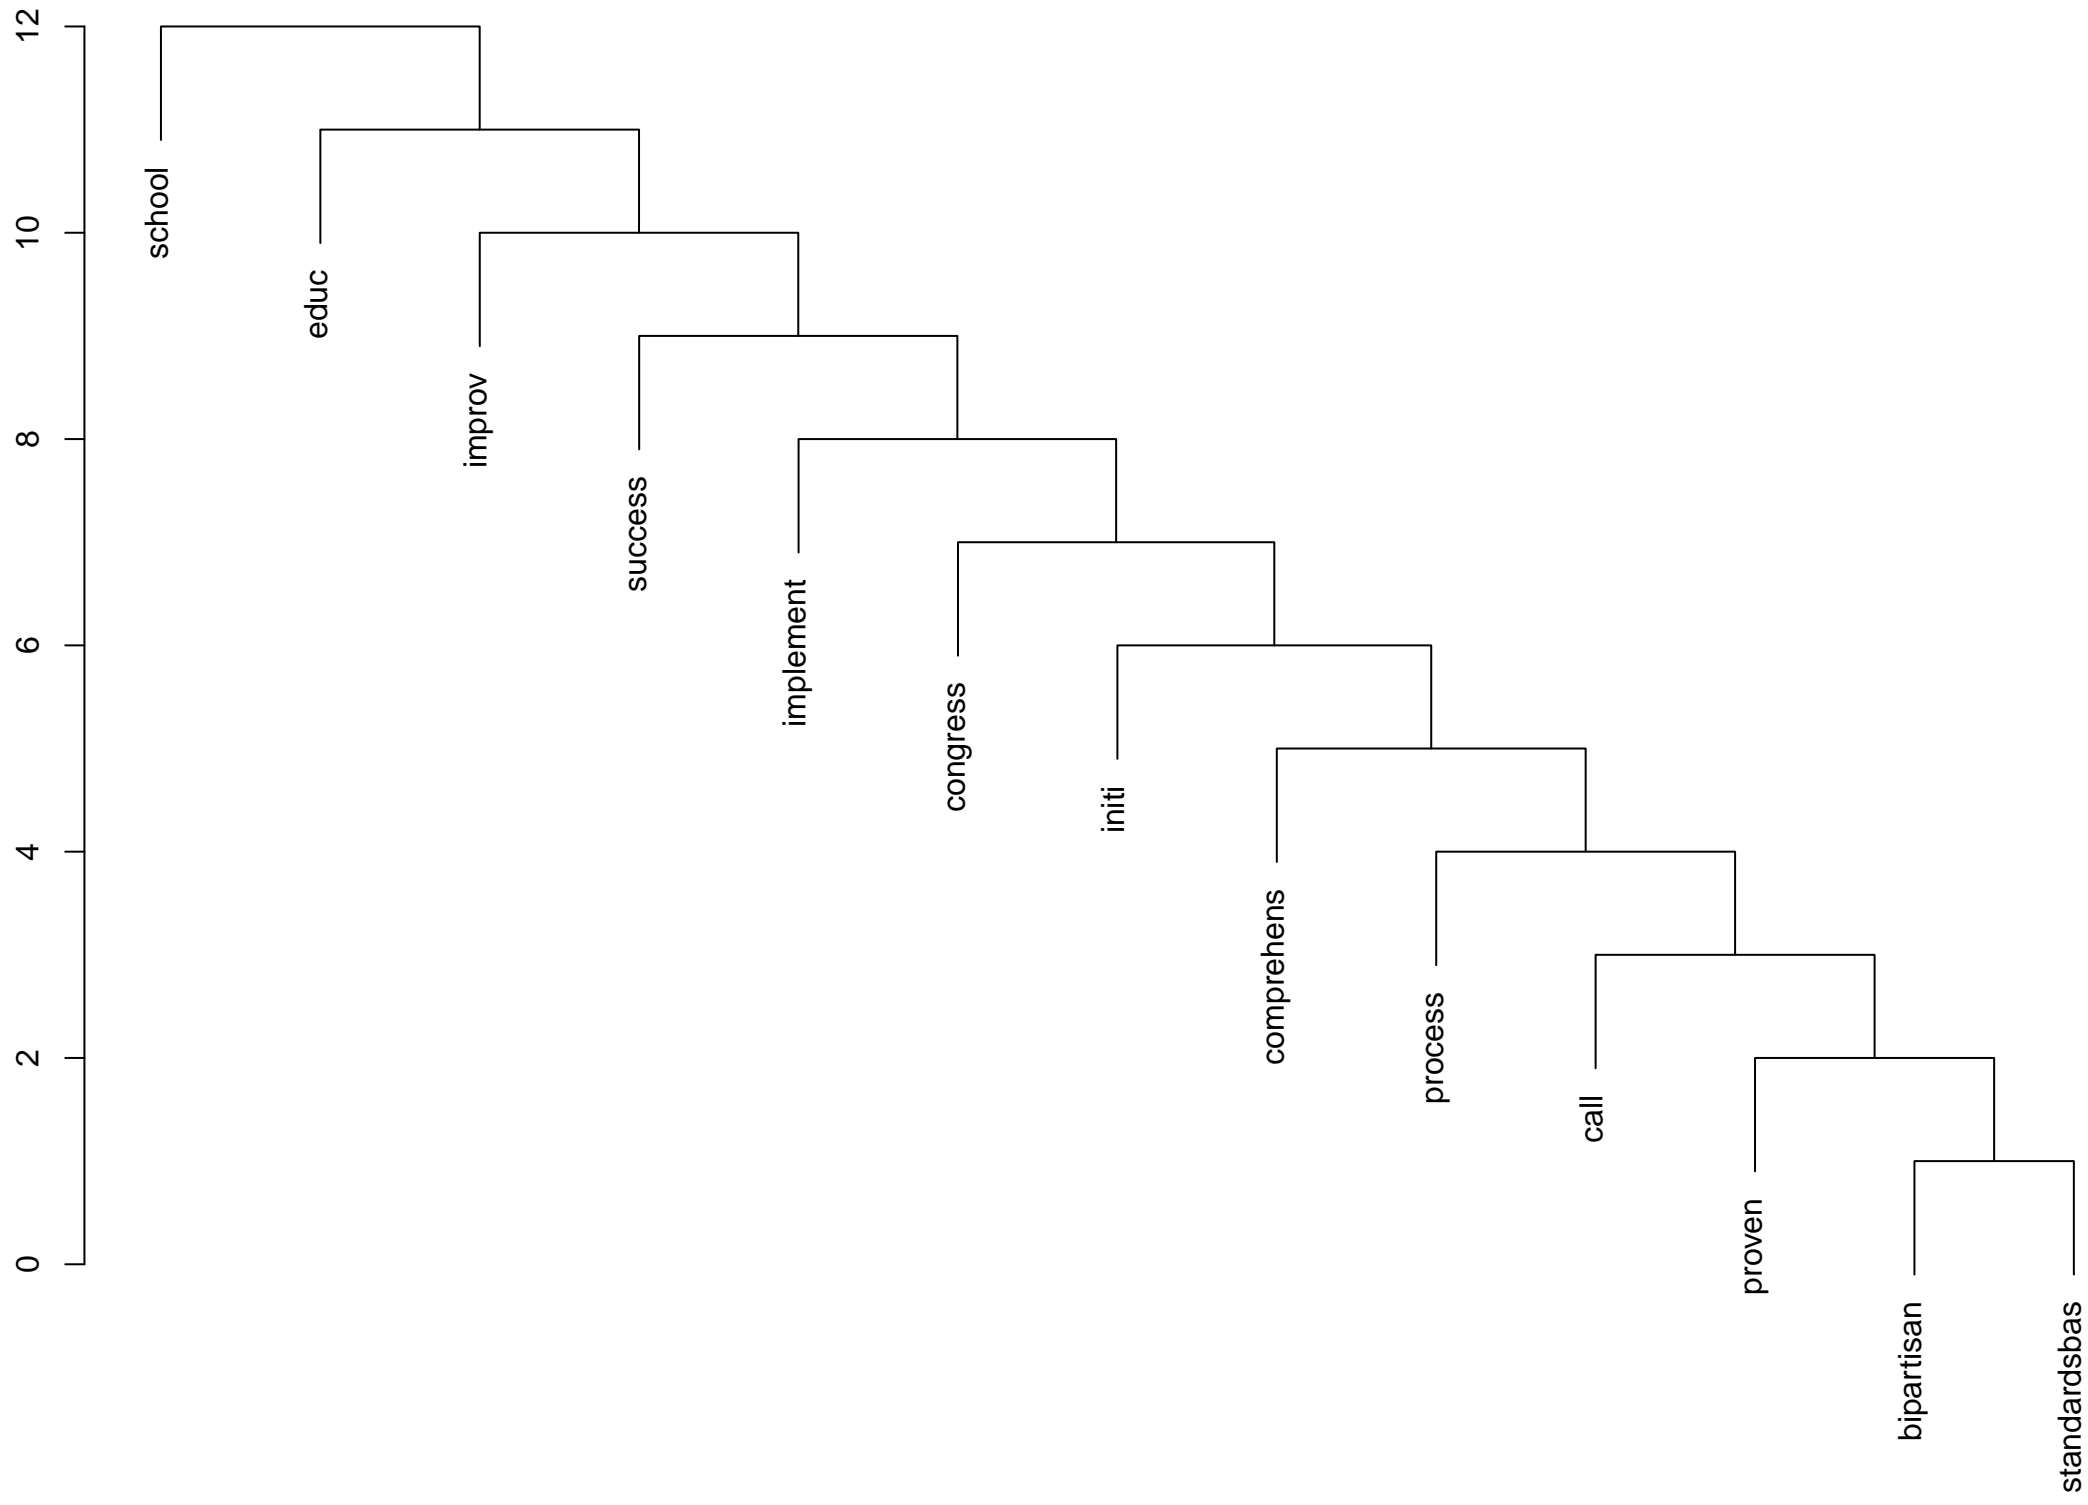 12
10
8
6
4
2
0
school
educ
improv
success
implement
congress
initi
comprehens
process
call
proven
bipartisan
standardsbas